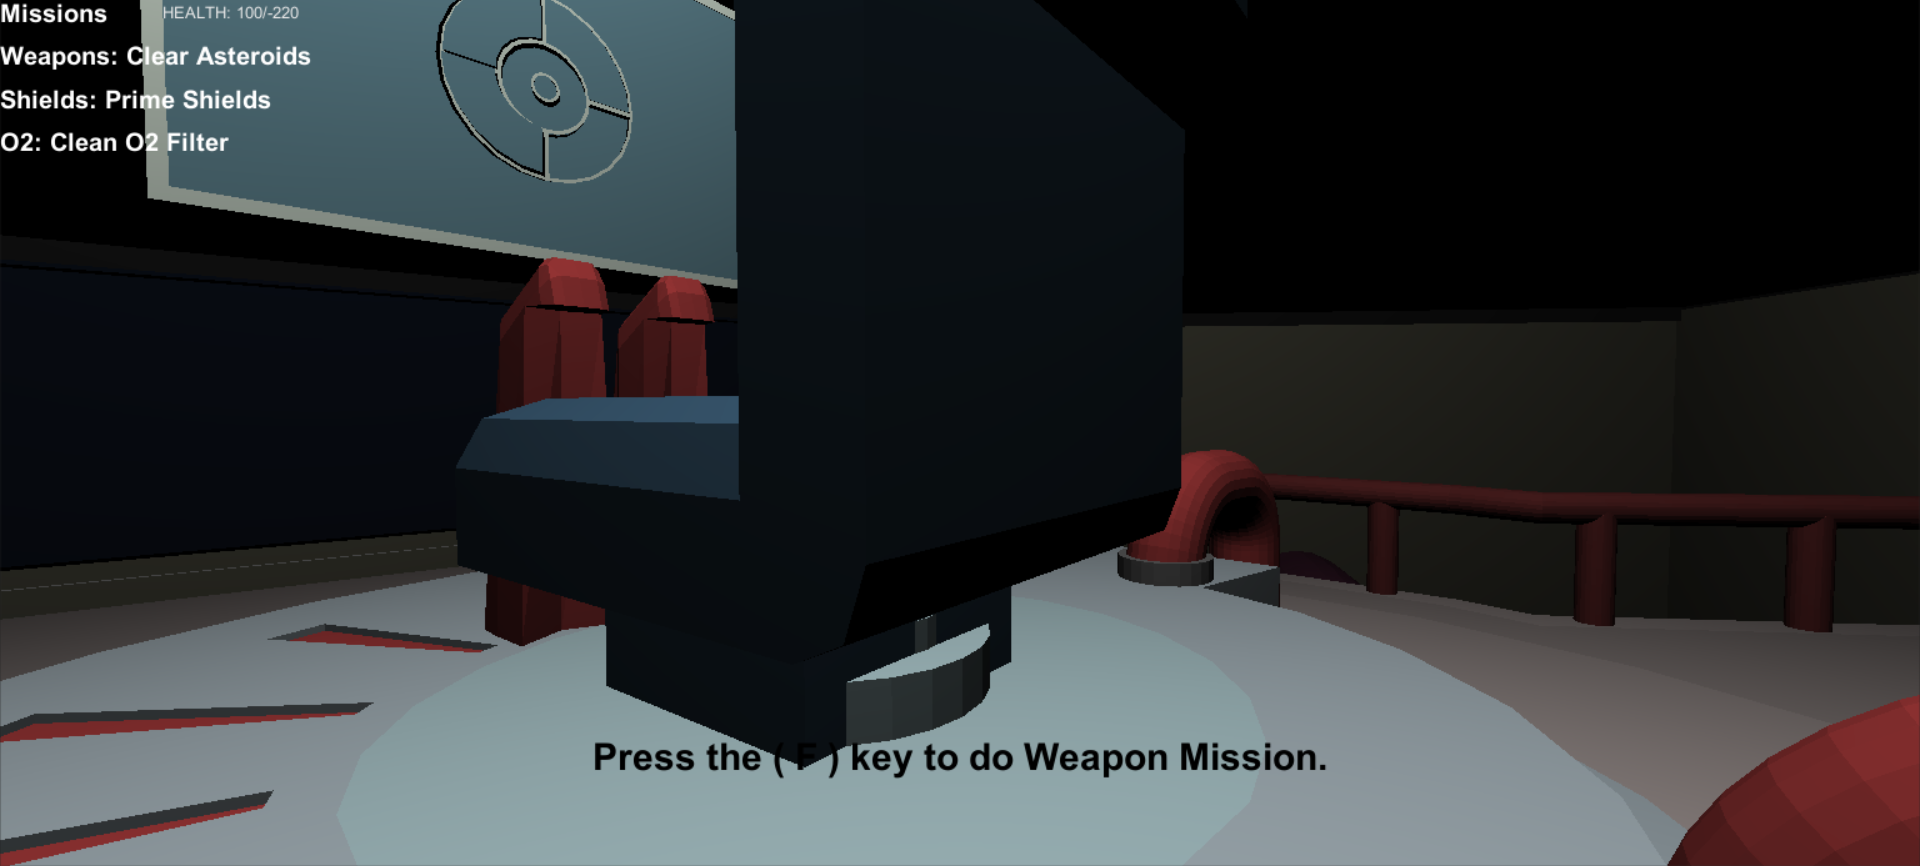 Missions
HEALTH: 100/-220
Weapons: Clear Asteroids
Shields: Prime Shields
O2: Clean O2 Filter
Press the ( F ) key to do Weapon Mission.